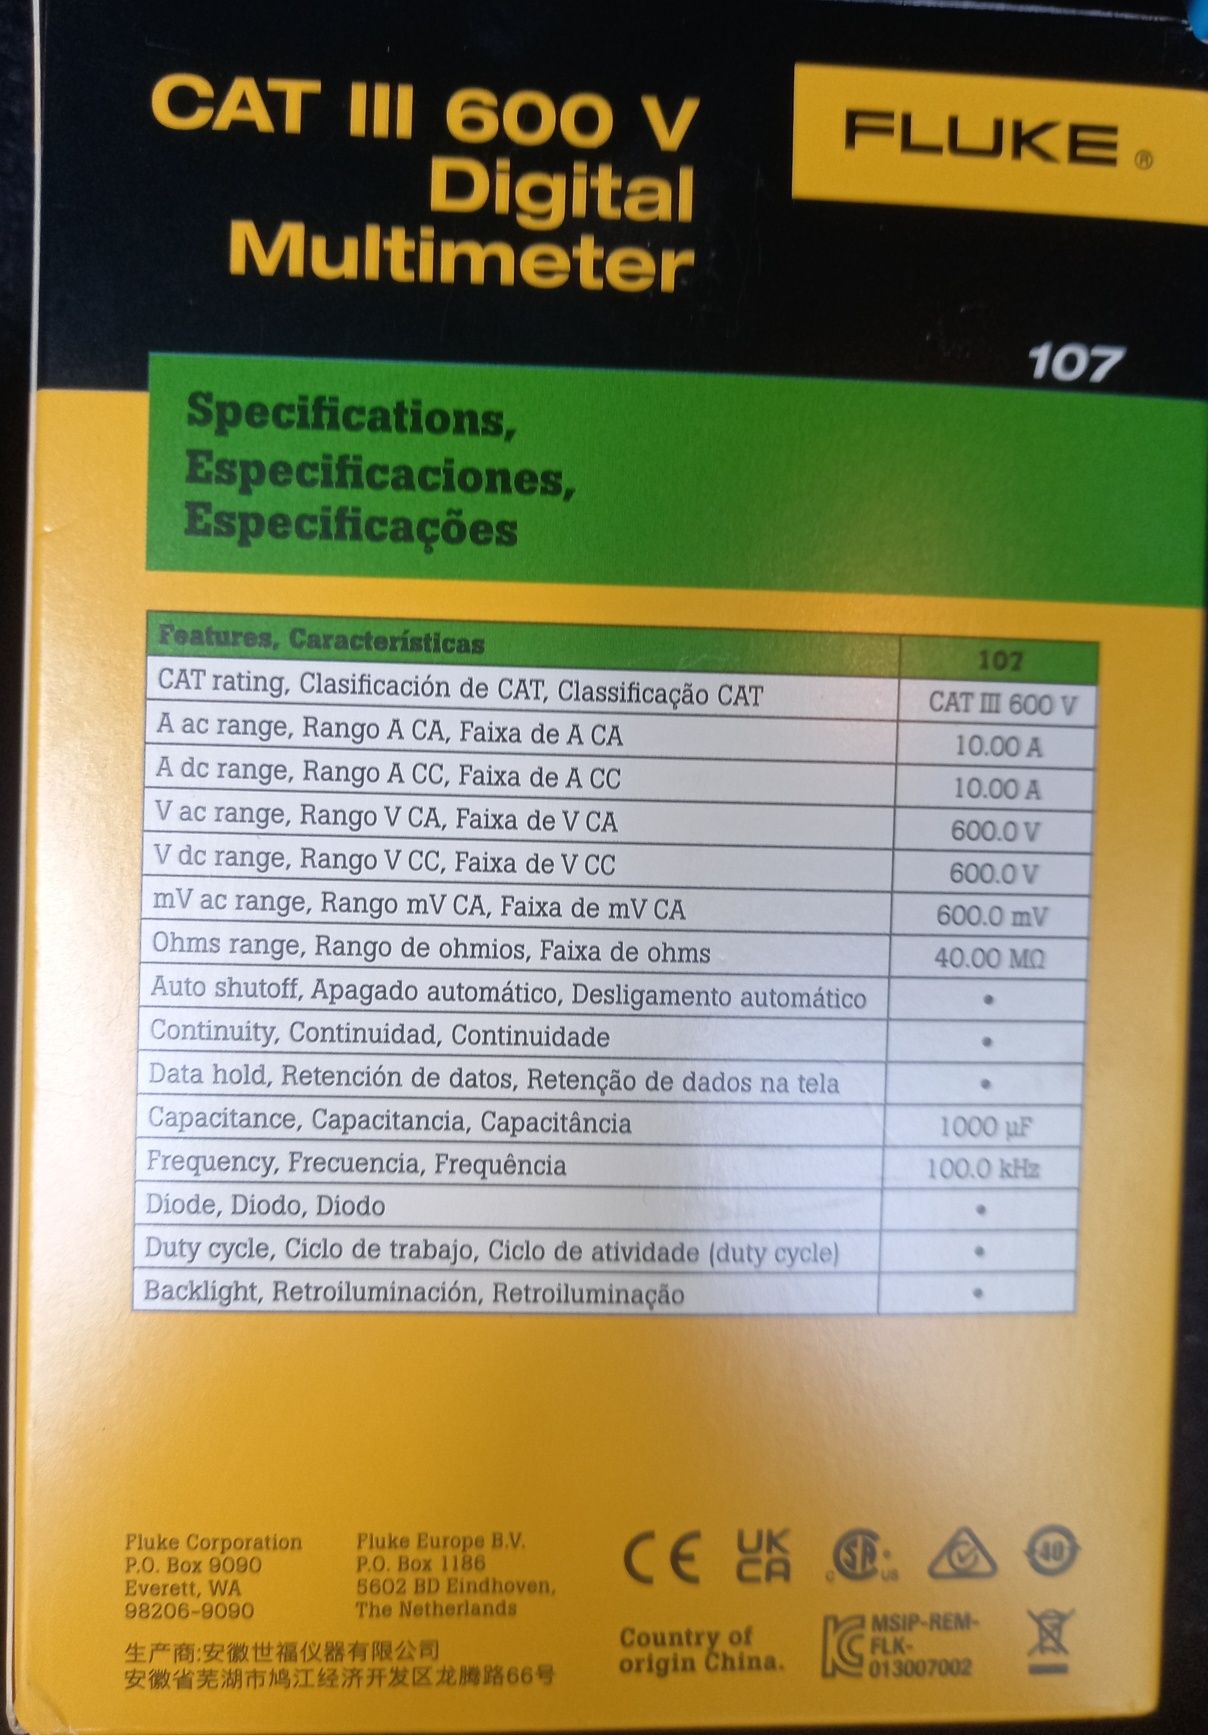 CAT III 600 V
Digital
Multimeter
FLUKE ®
107
Specifications,
Especificaciones,
Especificações
Features, Características 107
CAT rating, Clasificación de CAT, Classificação CAT CAT III 600 V
A ac range, Rango A CA, Faixa de A CA 10.00 A
A dc range, Rango A CC, Faixa de A CC 10.00 A
V ac range, Rango V CA, Faixa de V CA 600.0 V
V dc range, Rango V CC, Faixa de V CC 600.0 V
mV ac range, Rango mV CA, Faixa de mV CA 600.0 mV
Ohms range, Rango de ohmios, Faixa de ohms 40.00 MΩ
Auto shutoff, Apagado automático, Desligamento automático •
Continuity, Continuidad, Continuidade •
Data hold, Retención de datos, Retenção de dados na tela •
Capacitance, Capacitancia, Capacitância 1000 µF
Frequency, Frecuencia, Frequência 100.0 kHz
Diode, Diodo, Diodo •
Duty cycle, Ciclo de trabajo, Ciclo de atividade (duty cycle) •
Backlight, Retroiluminación, Retroiluminação •
Fluke Corporation
P.O. Box 9090
Everett, WA
98206-9090
Fluke Europe B.V.
P.O. Box 1186
5602 BD Eindhoven,
The Netherlands
生产商:安徽世福仪器有限公司
安徽省芜湖市鸠江经济开发区龙腾路66号
CE
UK
CA
C SA US
40
Country of
origin China.
MSIP-REM-
FLK-
013007002